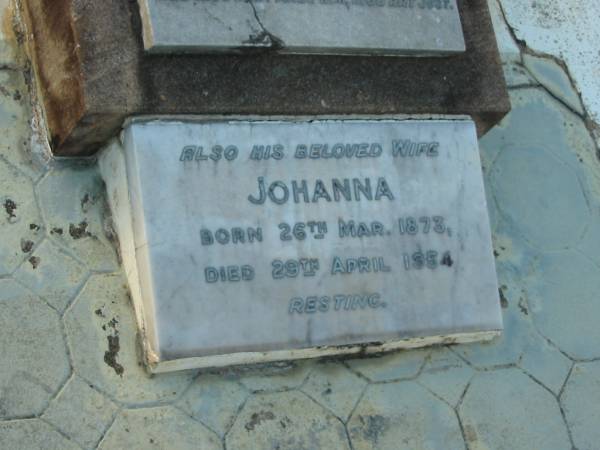 ALSO HIS BELOVED WIFE
JOHANNA
BORN 26TH MAR. 1873,
DIED 29TH APRIL 1954
RESTING.